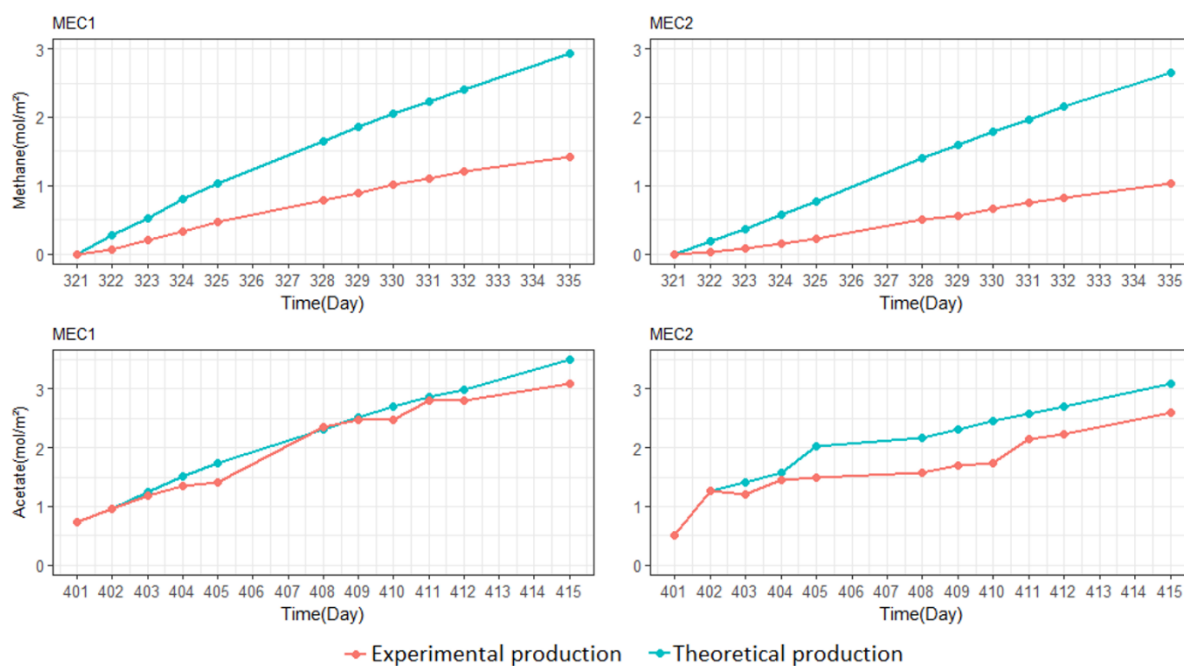 MEC1
MEC2
Methane(mol/m²)
3
2
1
0
3
2
1
0
321 322 323 324 325 326 327 328 329 330 331 332 333 334 335
321 322 323 324 325 326 327 328 329 330 331 332 333 334 335
Time(Day)
Time(Day)
MEC1
MEC2
Acetate(mol/m²)
3
2
1
0
3
2
1
0
401 402 403 404 405 406 407 408 409 410 411 412 413 414 415
401 402 403 404 405 406 407 408 409 410 411 412 413 414 415
Time(Day)
Time(Day)
Experimental production
Theoretical production